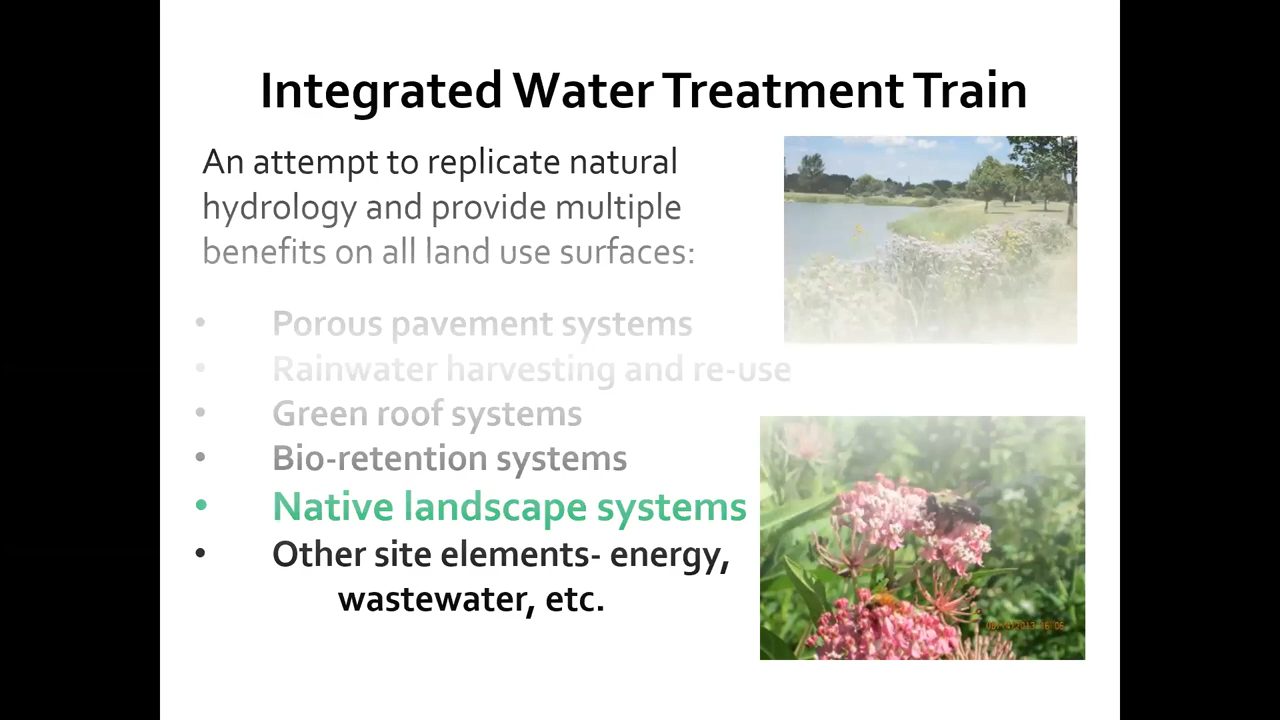 Integrated Water Treatment Train
An attempt to replicate natural
hydrology and provide multiple
benefits on all land use surfaces:
• Porous pavement systems
• Rainwater harvesting and re-use
• Green roof systems
• Bio-retention systems
• Native landscape systems
• Other site elements- energy,
wastewater, etc.